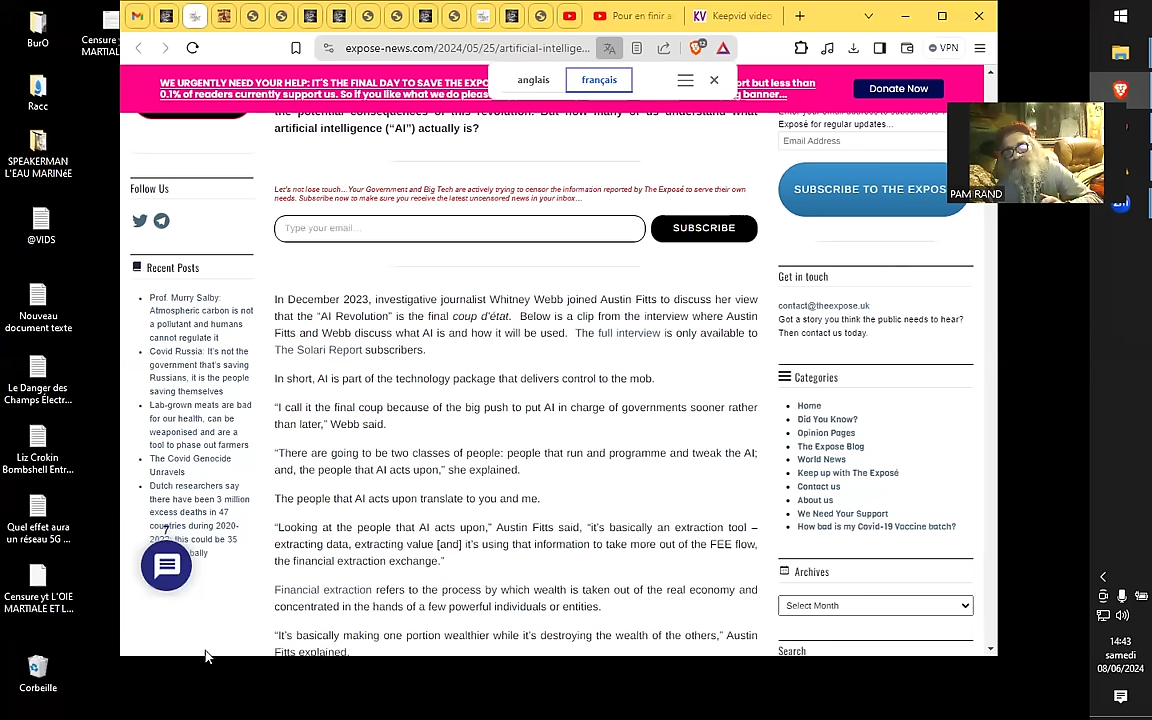 BurO
Censure y
MARTIALE
Racc
SPEAKERMAN
L'EAU MARINéE
@VIDS
Nouveau
document texte
Le Danger des
Champs Électr...
Liz Crokin
Bombshell Entr...
Quel effet aura
un réseau 5G ...
Censure yt L'OIE
MARTIALE ET L...
Corbeille
Pour en finir a
KV Keepvid video
expose-news.com/2024/05/25/artificial-intellige...
VPN
anglais
français
WE URGENTLY NEED YOUR HELP: IT'S THE FINAL DAY TO SAVE THE EXPO
ort but less than
0.1% of readers currently support us. So if you like what we do pleas
banner...
Donate Now
the potential consequences of this revolution. But how many of us understand what
artificial intelligence (“AI”) actually is?
Let's not lose touch...Your Government and Big Tech are actively trying to censor the information reported by The Exposé to serve their own
needs. Subscribe now to make sure you receive the latest uncensored news in your inbox...
Type your email…
SUBSCRIBE
In December 2023, investigative journalist Whitney Webb joined Austin Fitts to discuss her view
that the “AI Revolution” is the final coup d’état. Below is a clip from the interview where Austin
Fitts and Webb discuss what AI is and how it will be used. The full interview is only available to
The Solari Report subscribers.
In short, AI is part of the technology package that delivers control to the mob.
“I call it the final coup because of the big push to put AI in charge of governments sooner rather
than later,” Webb said.
“There are going to be two classes of people: people that run and programme and tweak the AI;
and, the people that AI acts upon,” she explained.
The people that AI acts upon translate to you and me.
“Looking at the people that AI acts upon,” Austin Fitts said, “it’s basically an extraction tool –
extracting data, extracting value [and] it’s using that information to take more out of the FEE flow,
the financial extraction exchange.”
Financial extraction refers to the process by which wealth is taken out of the real economy and
concentrated in the hands of a few powerful individuals or entities.
“It’s basically making one portion wealthier while it’s destroying the wealth of the others,” Austin
Fitts explained.
Follow Us
Recent Posts
Prof. Murry Salby:
Atmospheric carbon is not
a pollutant and humans
cannot regulate it
Covid Russia: It’s not the
government that’s saving
Russians, it is the people
saving themselves
Lab-grown meats are bad
for our health, can be
weaponised and are a
tool to phase out farmers
The Covid Genocide
Unravels
Dutch researchers say
there have been 3 million
excess deaths in 47
countries during 2020-
this could be 35
7
Exposé for regular updates...
Email Address
SUBSCRIBE TO THE EXPOS
PAM RAND
Get in touch
contact@theexpose.uk
Got a story you think the public needs to hear?
Then contact us today.
Categories
Home
Did You Know?
Opinion Pages
The Expose Blog
World News
Keep up with The Exposé
Contact us
About us
We Need Your Support
How bad is my Covid-19 Vaccine batch?
Archives
Select Month
Search
14:43
samedi
08/06/2024